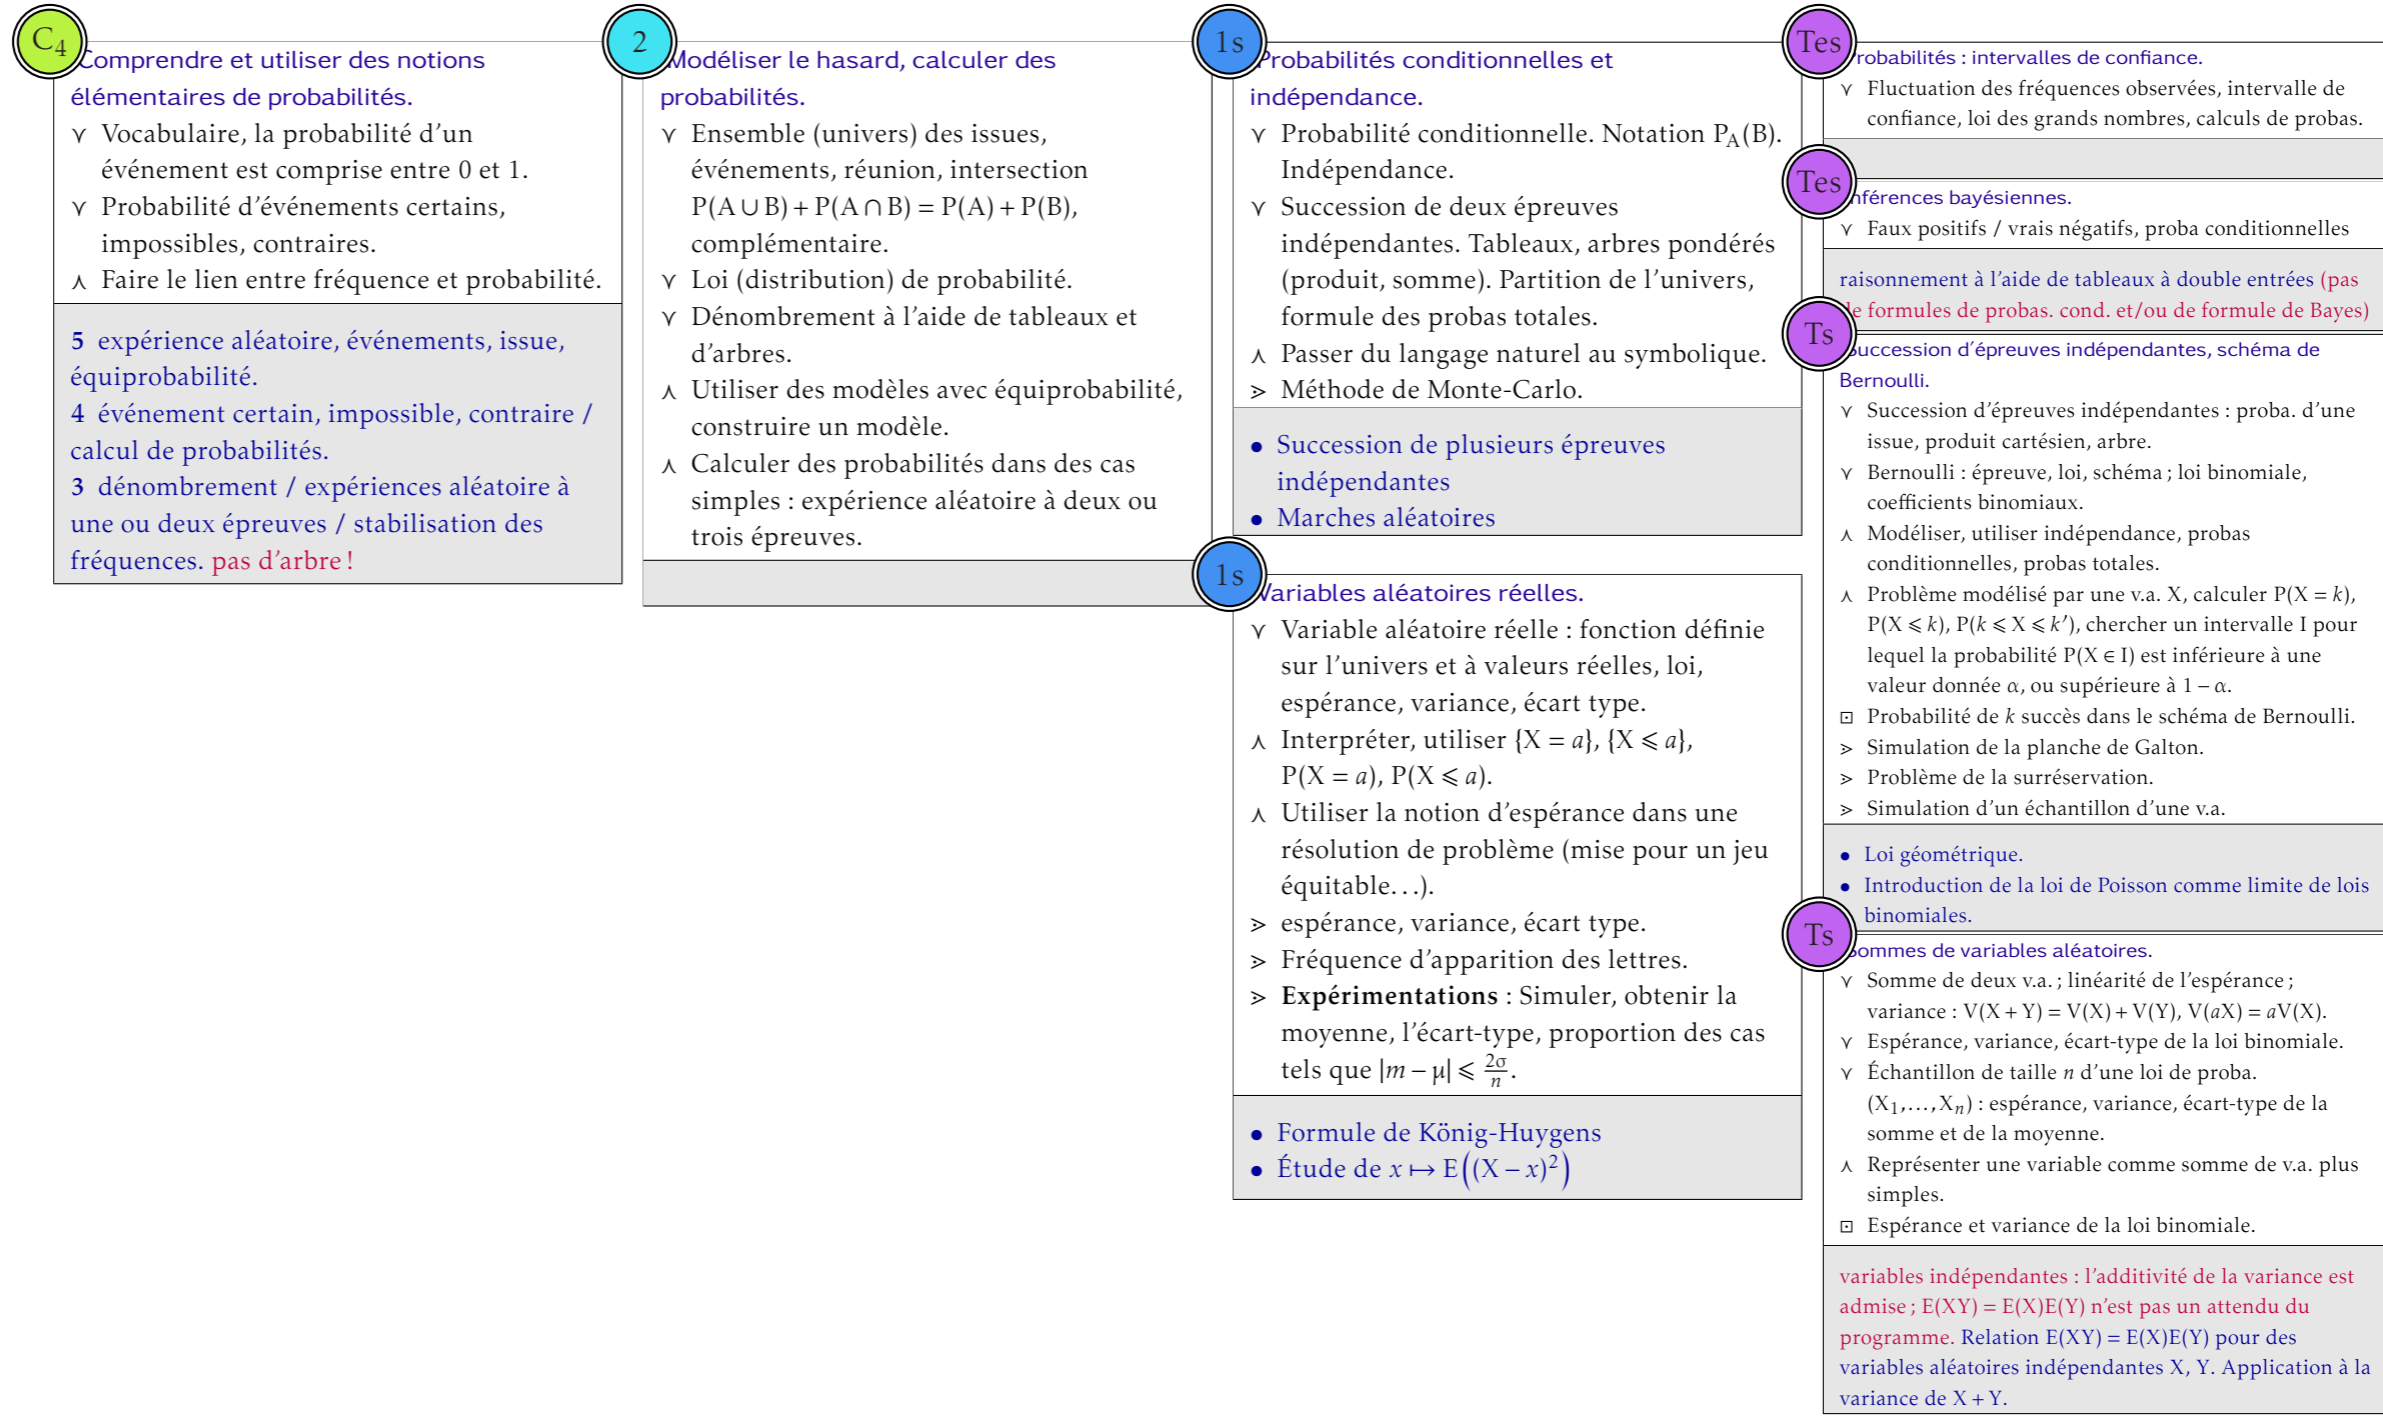 C4
Comprendre et utiliser des notions
élémentaires de probabilités.
⋎ Vocabulaire, la probabilité d'un
événement est comprise entre 0 et 1.
⋎ Probabilité d'événements certains,
impossibles, contraires.
⋏ Faire le lien entre fréquence et probabilité.
5 expérience aléatoire, événements, issue,
équiprobabilité.
4 événement certain, impossible, contraire /
calcul de probabilités.
3 dénombrement / expériences aléatoire à
une ou deux épreuves / stabilisation des
fréquences. pas d'arbre !
2
Modéliser le hasard, calculer des
probabilités.
⋎ Ensemble (univers) des issues,
événements, réunion, intersection
P(A ∪ B) + P(A ∩ B) = P(A) + P(B),
complémentaire.
⋎ Loi (distribution) de probabilité.
⋎ Dénombrement à l'aide de tableaux et
d'arbres.
⋏ Utiliser des modèles avec équiprobabilité,
construire un modèle.
⋏ Calculer des probabilités dans des cas
simples : expérience aléatoire à deux ou
trois épreuves.
1s
Probabilités conditionnelles et
indépendance.
⋎ Probabilité conditionnelle. Notation P_A(B).
Indépendance.
⋎ Succession de deux épreuves
indépendantes. Tableaux, arbres pondérés
(produit, somme). Partition de l'univers,
formule des probas totales.
⋏ Passer du langage naturel au symbolique.
⪢ Méthode de Monte-Carlo.
• Succession de plusieurs épreuves
indépendantes
• Marches aléatoires
1s
Variables aléatoires réelles.
⋎ Variable aléatoire réelle : fonction définie
sur l'univers et à valeurs réelles, loi,
espérance, variance, écart type.
⋏ Interpréter, utiliser {X = a}, {X ⩽ a},
P(X = a), P(X ⩽ a).
⋏ Utiliser la notion d'espérance dans une
résolution de problème (mise pour un jeu
équitable...).
⪢ espérance, variance, écart type.
⪢ Fréquence d'apparition des lettres.
⪢ Expérimentations : Simuler, obtenir la
moyenne, l'écart-type, proportion des cas
tels que |m − μ| ⩽ 2σ/n.
• Formule de König-Huygens
• Étude de x ↦ E((X − x)²)
Tes
Probabilités : intervalles de confiance.
⋎ Fluctuation des fréquences observées, intervalle de
confiance, loi des grands nombres, calculs de probas.
Tes
Inférences bayésiennes.
⋎ Faux positifs / vrais négatifs, proba conditionnelles
raisonnement à l'aide de tableaux à double entrées (pas
de formules de probas. cond. et/ou de formule de Bayes)
Ts
Succession d'épreuves indépendantes, schéma de
Bernoulli.
⋎ Succession d'épreuves indépendantes : proba. d'une
issue, produit cartésien, arbre.
⋎ Bernoulli : épreuve, loi, schéma ; loi binomiale,
coefficients binomiaux.
⋏ Modéliser, utiliser indépendance, probas
conditionnelles, probas totales.
⋏ Problème modélisé par une v.a. X, calculer P(X = k),
P(X ⩽ k), P(k ⩽ X ⩽ k′), chercher un intervalle I pour
lequel la probabilité P(X ∈ I) est inférieure à une
valeur donnée α, ou supérieure à 1 − α.
⊡ Probabilité de k succès dans le schéma de Bernoulli.
⪢ Simulation de la planche de Galton.
⪢ Problème de la surréservation.
⪢ Simulation d'un échantillon d'une v.a.
• Loi géométrique.
• Introduction de la loi de Poisson comme limite de lois
binomiales.
Ts
Sommes de variables aléatoires.
⋎ Somme de deux v.a. ; linéarité de l'espérance ;
variance : V(X + Y) = V(X) + V(Y), V(aX) = aV(X).
⋎ Espérance, variance, écart-type de la loi binomiale.
⋎ Échantillon de taille n d'une loi de proba.
(X₁,...,Xₙ) : espérance, variance, écart-type de la
somme et de la moyenne.
⋏ Représenter une variable comme somme de v.a. plus
simples.
⊡ Espérance et variance de la loi binomiale.
variables indépendantes : l'additivité de la variance est
admise ; E(XY) = E(X)E(Y) n'est pas un attendu du
programme. Relation E(XY) = E(X)E(Y) pour des
variables aléatoires indépendantes X, Y. Application à la
variance de X + Y.